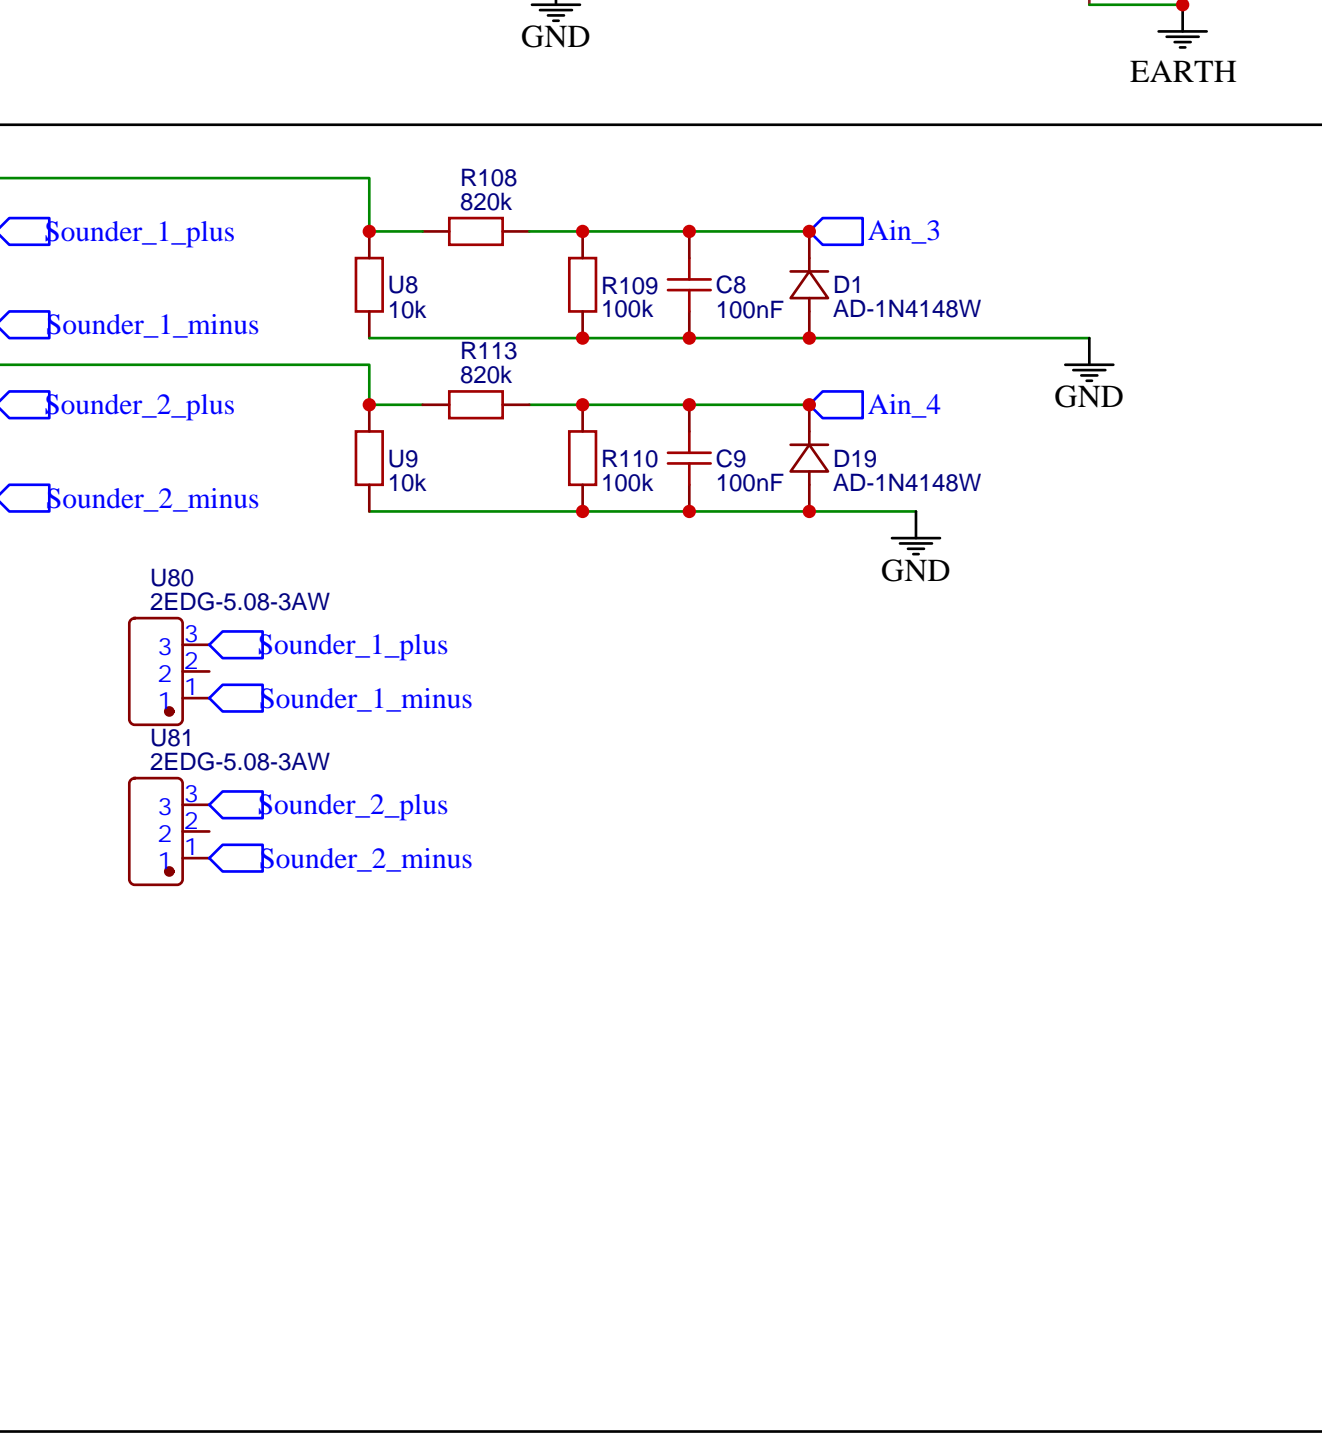 GND
EARTH
R108
820k
Sounder_1_plus
Ain_3
U8
10k
R109
100k
C8
100nF
D1
AD-1N4148W
Sounder_1_minus
R113
820k
GND
Sounder_2_plus
Ain_4
U9
10k
R110
100k
C9
100nF
D19
AD-1N4148W
Sounder_2_minus
GND
U80
2EDG-5.08-3AW
3 3 Sounder_1_plus
2 2
1 1 Sounder_1_minus
U81
2EDG-5.08-3AW
3 3 Sounder_2_plus
2 2
1 1 Sounder_2_minus